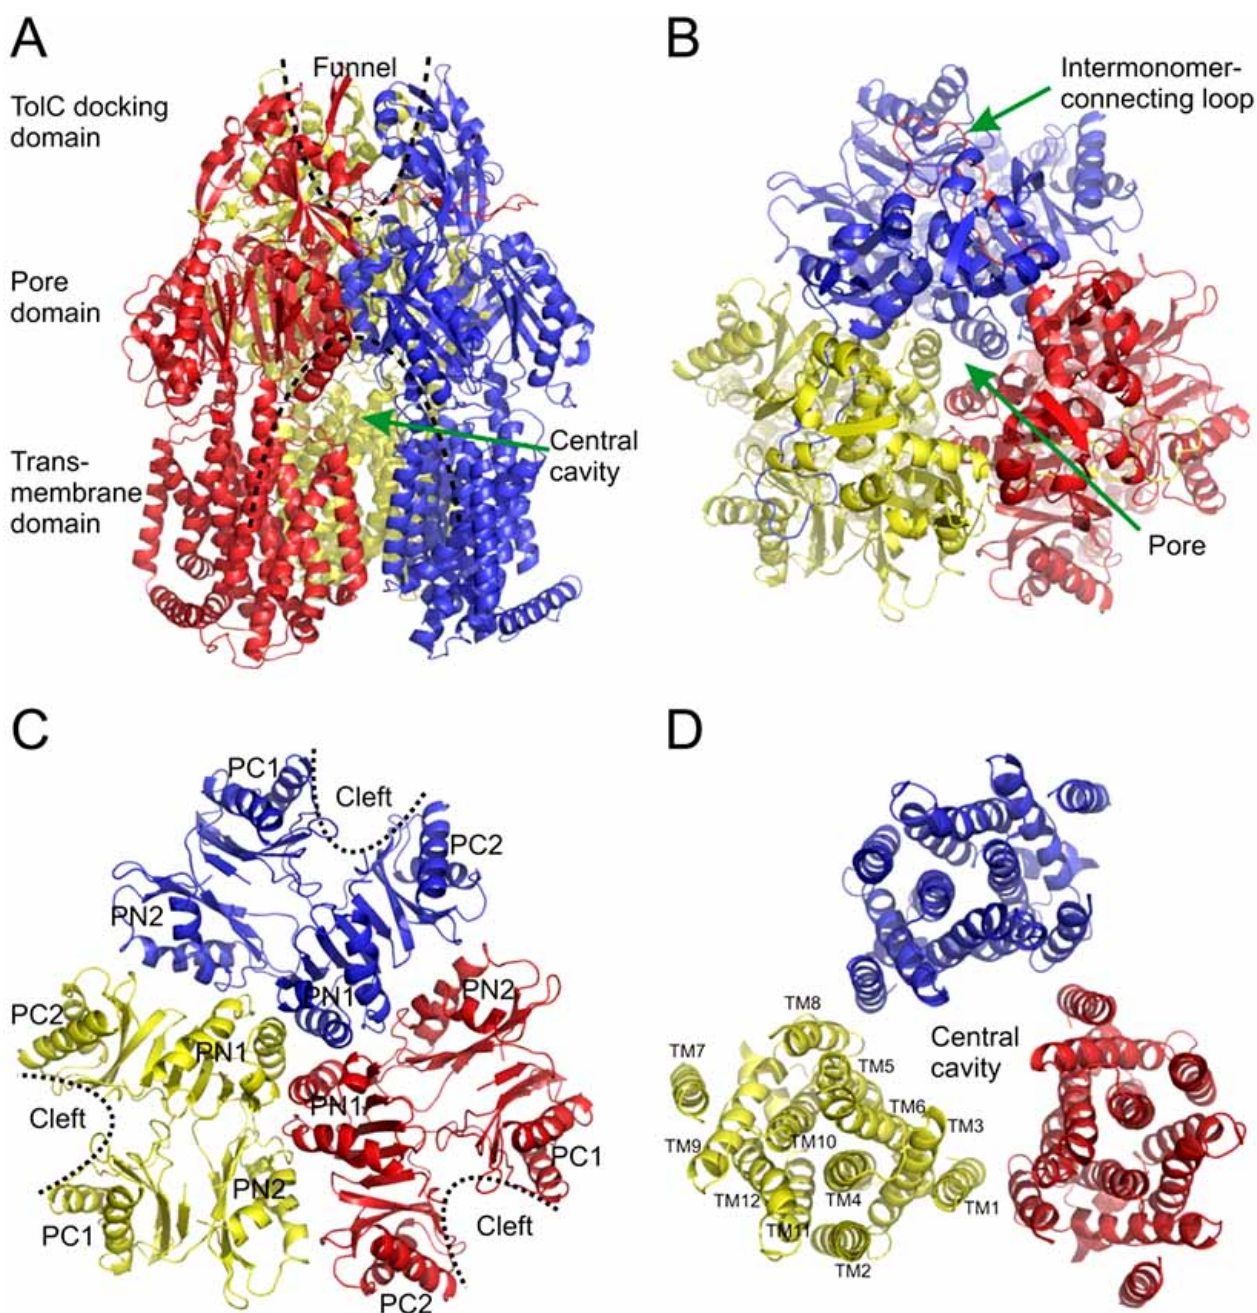 A
Funnel
TolC docking
domain
Pore
domain
Trans-
membrane
domain
Central
cavity
B
Intermonomer-
connecting loop
Pore
C
PC1
Cleft
PC2
PN2
PN1
PN2
PC2
PN1
PN1
Cleft
PC1
PN2
PC1
Cleft
PC2
D
TM8
Central
cavity
TM7
TM5
TM6
TM3
TM9
TM10
TM12
TM4
TM1
TM11
TM2